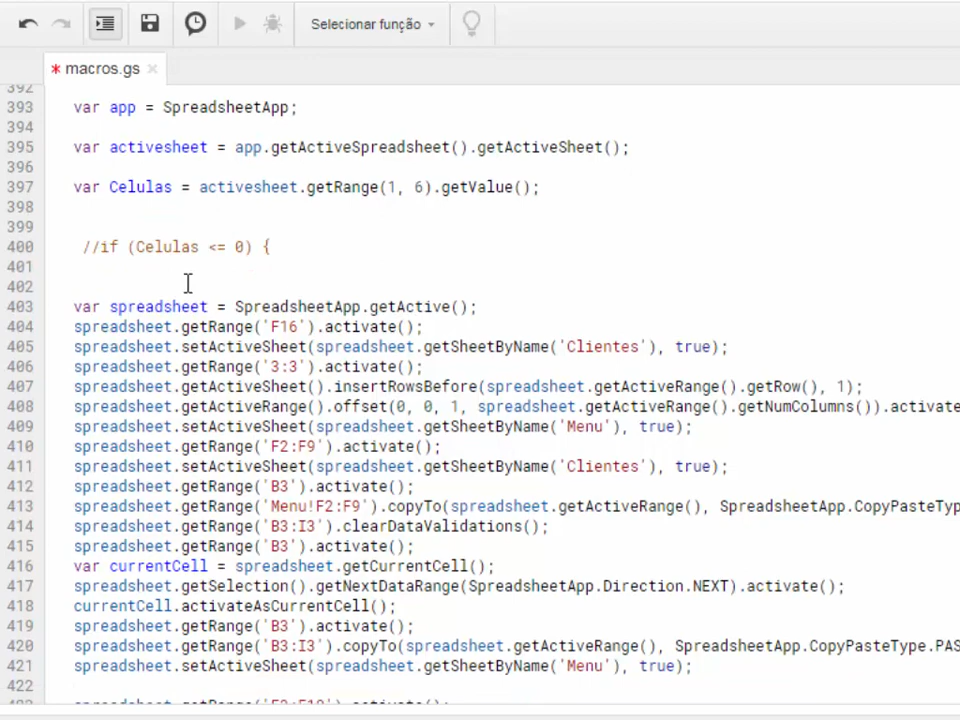 Selecionar função
* macros.gs ×
392
393 var app = SpreadsheetApp;
394
395 var activesheet = app.getActiveSpreadsheet().getActiveSheet();
396
397 var Celulas = activesheet.getRange(1, 6).getValue();
398
399
400 //if (Celulas <= 0) {
401
402
403 var spreadsheet = SpreadsheetApp.getActive();
404 spreadsheet.getRange('F16').activate();
405 spreadsheet.setActiveSheet(spreadsheet.getSheetByName('Clientes'), true);
406 spreadsheet.getRange('3:3').activate();
407 spreadsheet.getActiveSheet().insertRowsBefore(spreadsheet.getActiveRange().getRow(), 1);
408 spreadsheet.getActiveRange().offset(0, 0, 1, spreadsheet.getActiveRange().getNumColumns()).activate
409 spreadsheet.setActiveSheet(spreadsheet.getSheetByName('Menu'), true);
410 spreadsheet.getRange('F2:F9').activate();
411 spreadsheet.setActiveSheet(spreadsheet.getSheetByName('Clientes'), true);
412 spreadsheet.getRange('B3').activate();
413 spreadsheet.getRange('Menu!F2:F9').copyTo(spreadsheet.getActiveRange(), SpreadsheetApp.CopyPasteTyp
414 spreadsheet.getRange('B3:I3').clearDataValidations();
415 spreadsheet.getRange('B3').activate();
416 var currentCell = spreadsheet.getCurrentCell();
417 spreadsheet.getSelection().getNextDataRange(SpreadsheetApp.Direction.NEXT).activate();
418 currentCell.activateAsCurrentCell();
419 spreadsheet.getRange('B3').activate();
420 spreadsheet.getRange('B3:I3').copyTo(spreadsheet.getActiveRange(), SpreadsheetApp.CopyPasteType.PAS
421 spreadsheet.setActiveSheet(spreadsheet.getSheetByName('Menu'), true);
422